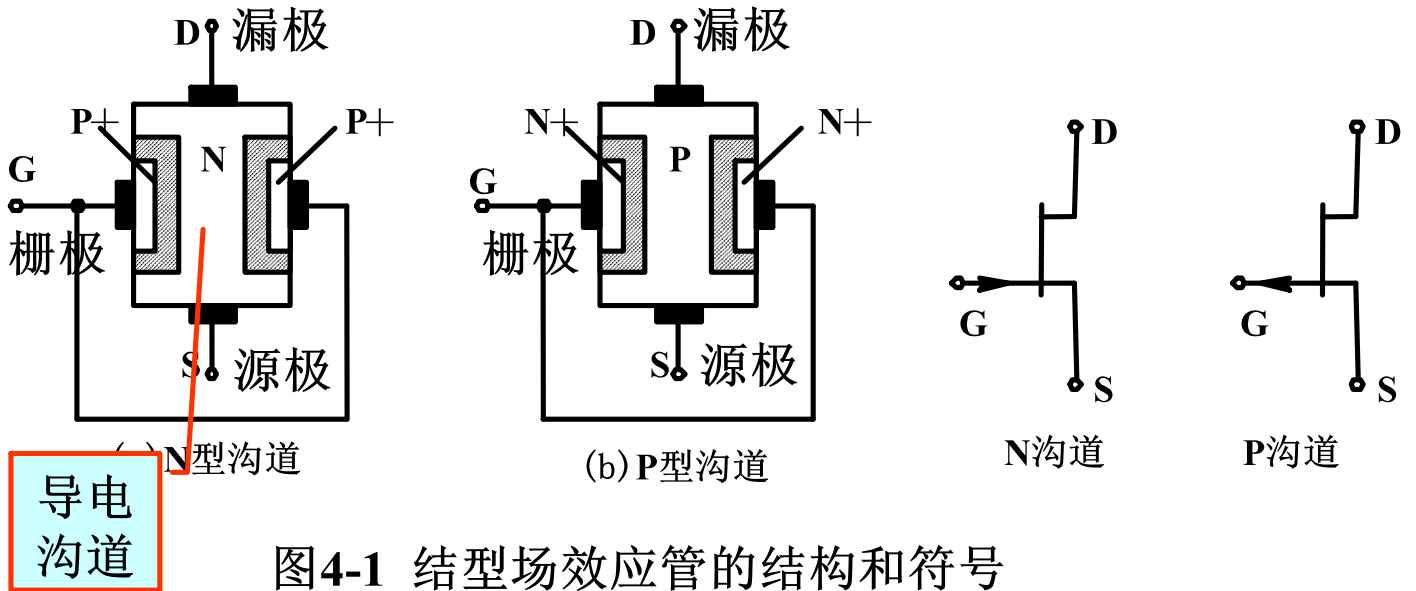 D 漏极
P+
N
P+
G
栅极
S 源极
N型沟道
导电
沟道
D 漏极
N+
P
N+
G
栅极
S 源极
(b) P型沟道
D
G
S
N沟道
D
G
S
P沟道
图4-1 结型场效应管的结构和符号